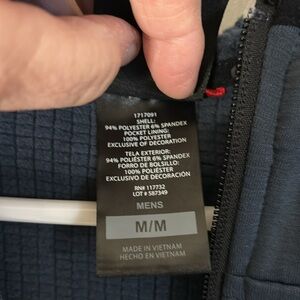 1717091
SHELL:
94% POLYESTER 6% SPANDEX
POCKET LINING:
100% POLYESTER
EXCLUSIVE OF DECORATION
TELA EXTERIOR:
94% POLIÉSTER 6% SPANDEX
FORRO DE BOLSILLO:
100% POLIÉSTER
EXCLUSIVO DE DECORACIÓN
RN# 117732
LOT # 587349
MENS
M/M
MADE IN VIETNAM
HECHO EN VIETNAM